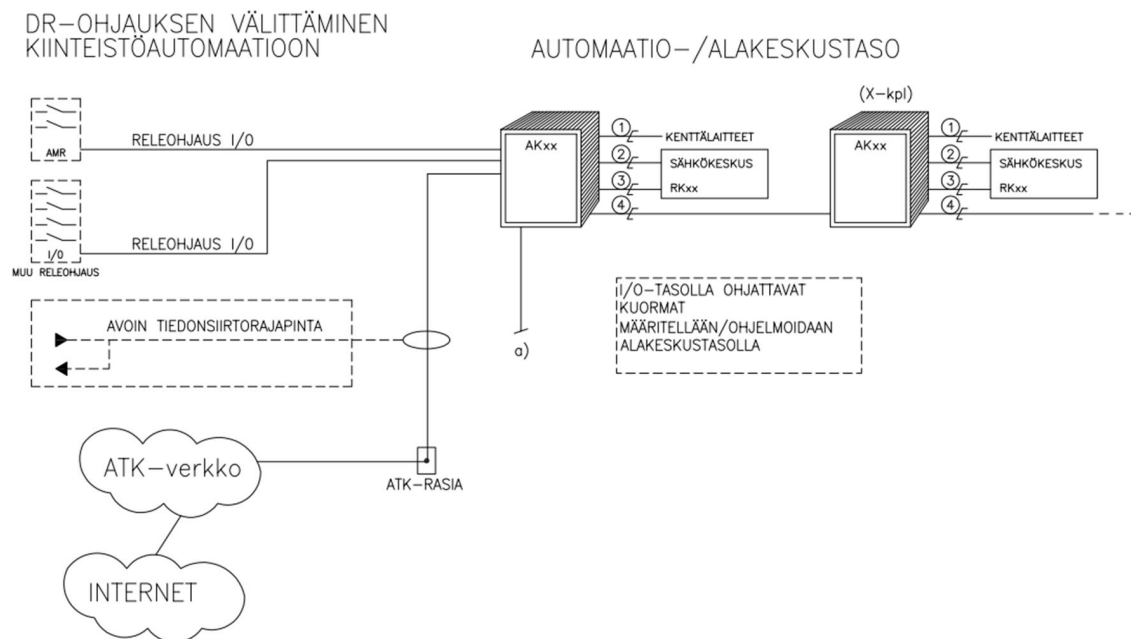 DR-OHJAUKSEN VÄLITTÄMINEN
KIINTEISTÖAUTOMAATIOON
AUTOMAATIO-/ALAKESKUSTASO
(X-kpl)
AMR
RELEOHJAUS I/O
I/O
MUU RELEOHJAUS
RELEOHJAUS I/O
AKxx
1
KENTTÄLAITTEET
2
SÄHKÖKESKUS
3
RKxx
4
AKxx
1
KENTTÄLAITTEET
2
SÄHKÖKESKUS
3
RKxx
4
a)
I/O-TASOLLA OHJATTAVAT
KUORMAT
MÄÄRITELLÄÄN/OHJELMOIDAAN
ALAKESKUSTASOLLA
AVOIN TIEDONSIIRTORAJAPINTA
ATK-verkko
ATK-RASIA
INTERNET